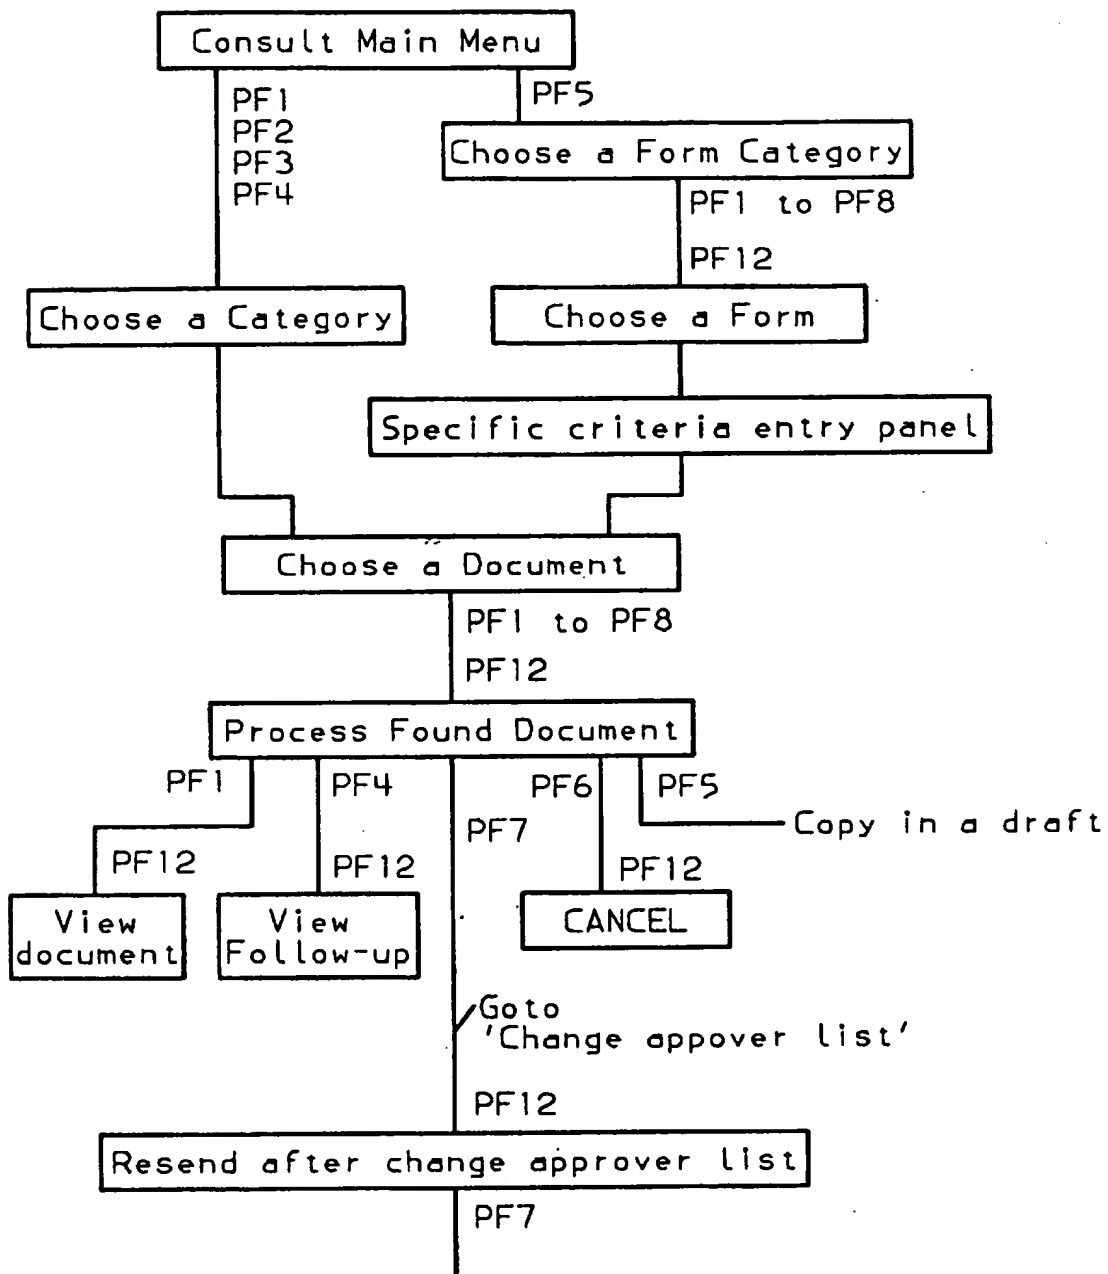 Consult Main Menu
PF1
PF2
PF3
PF4
PF5
Choose a Form Category
PF1 to PF8
PF12
Choose a Category
Choose a Form
Specific criteria entry panel
Choose a Document
PF1 to PF8
PF12
Process Found Document
PF1
PF4
PF7
PF6
PF5
Copy in a draft
PF12
PF12
PF12
View
document
View
Follow-up
CANCEL
Goto
'Change appover list'
PF12
Resend after change approver list
PF7